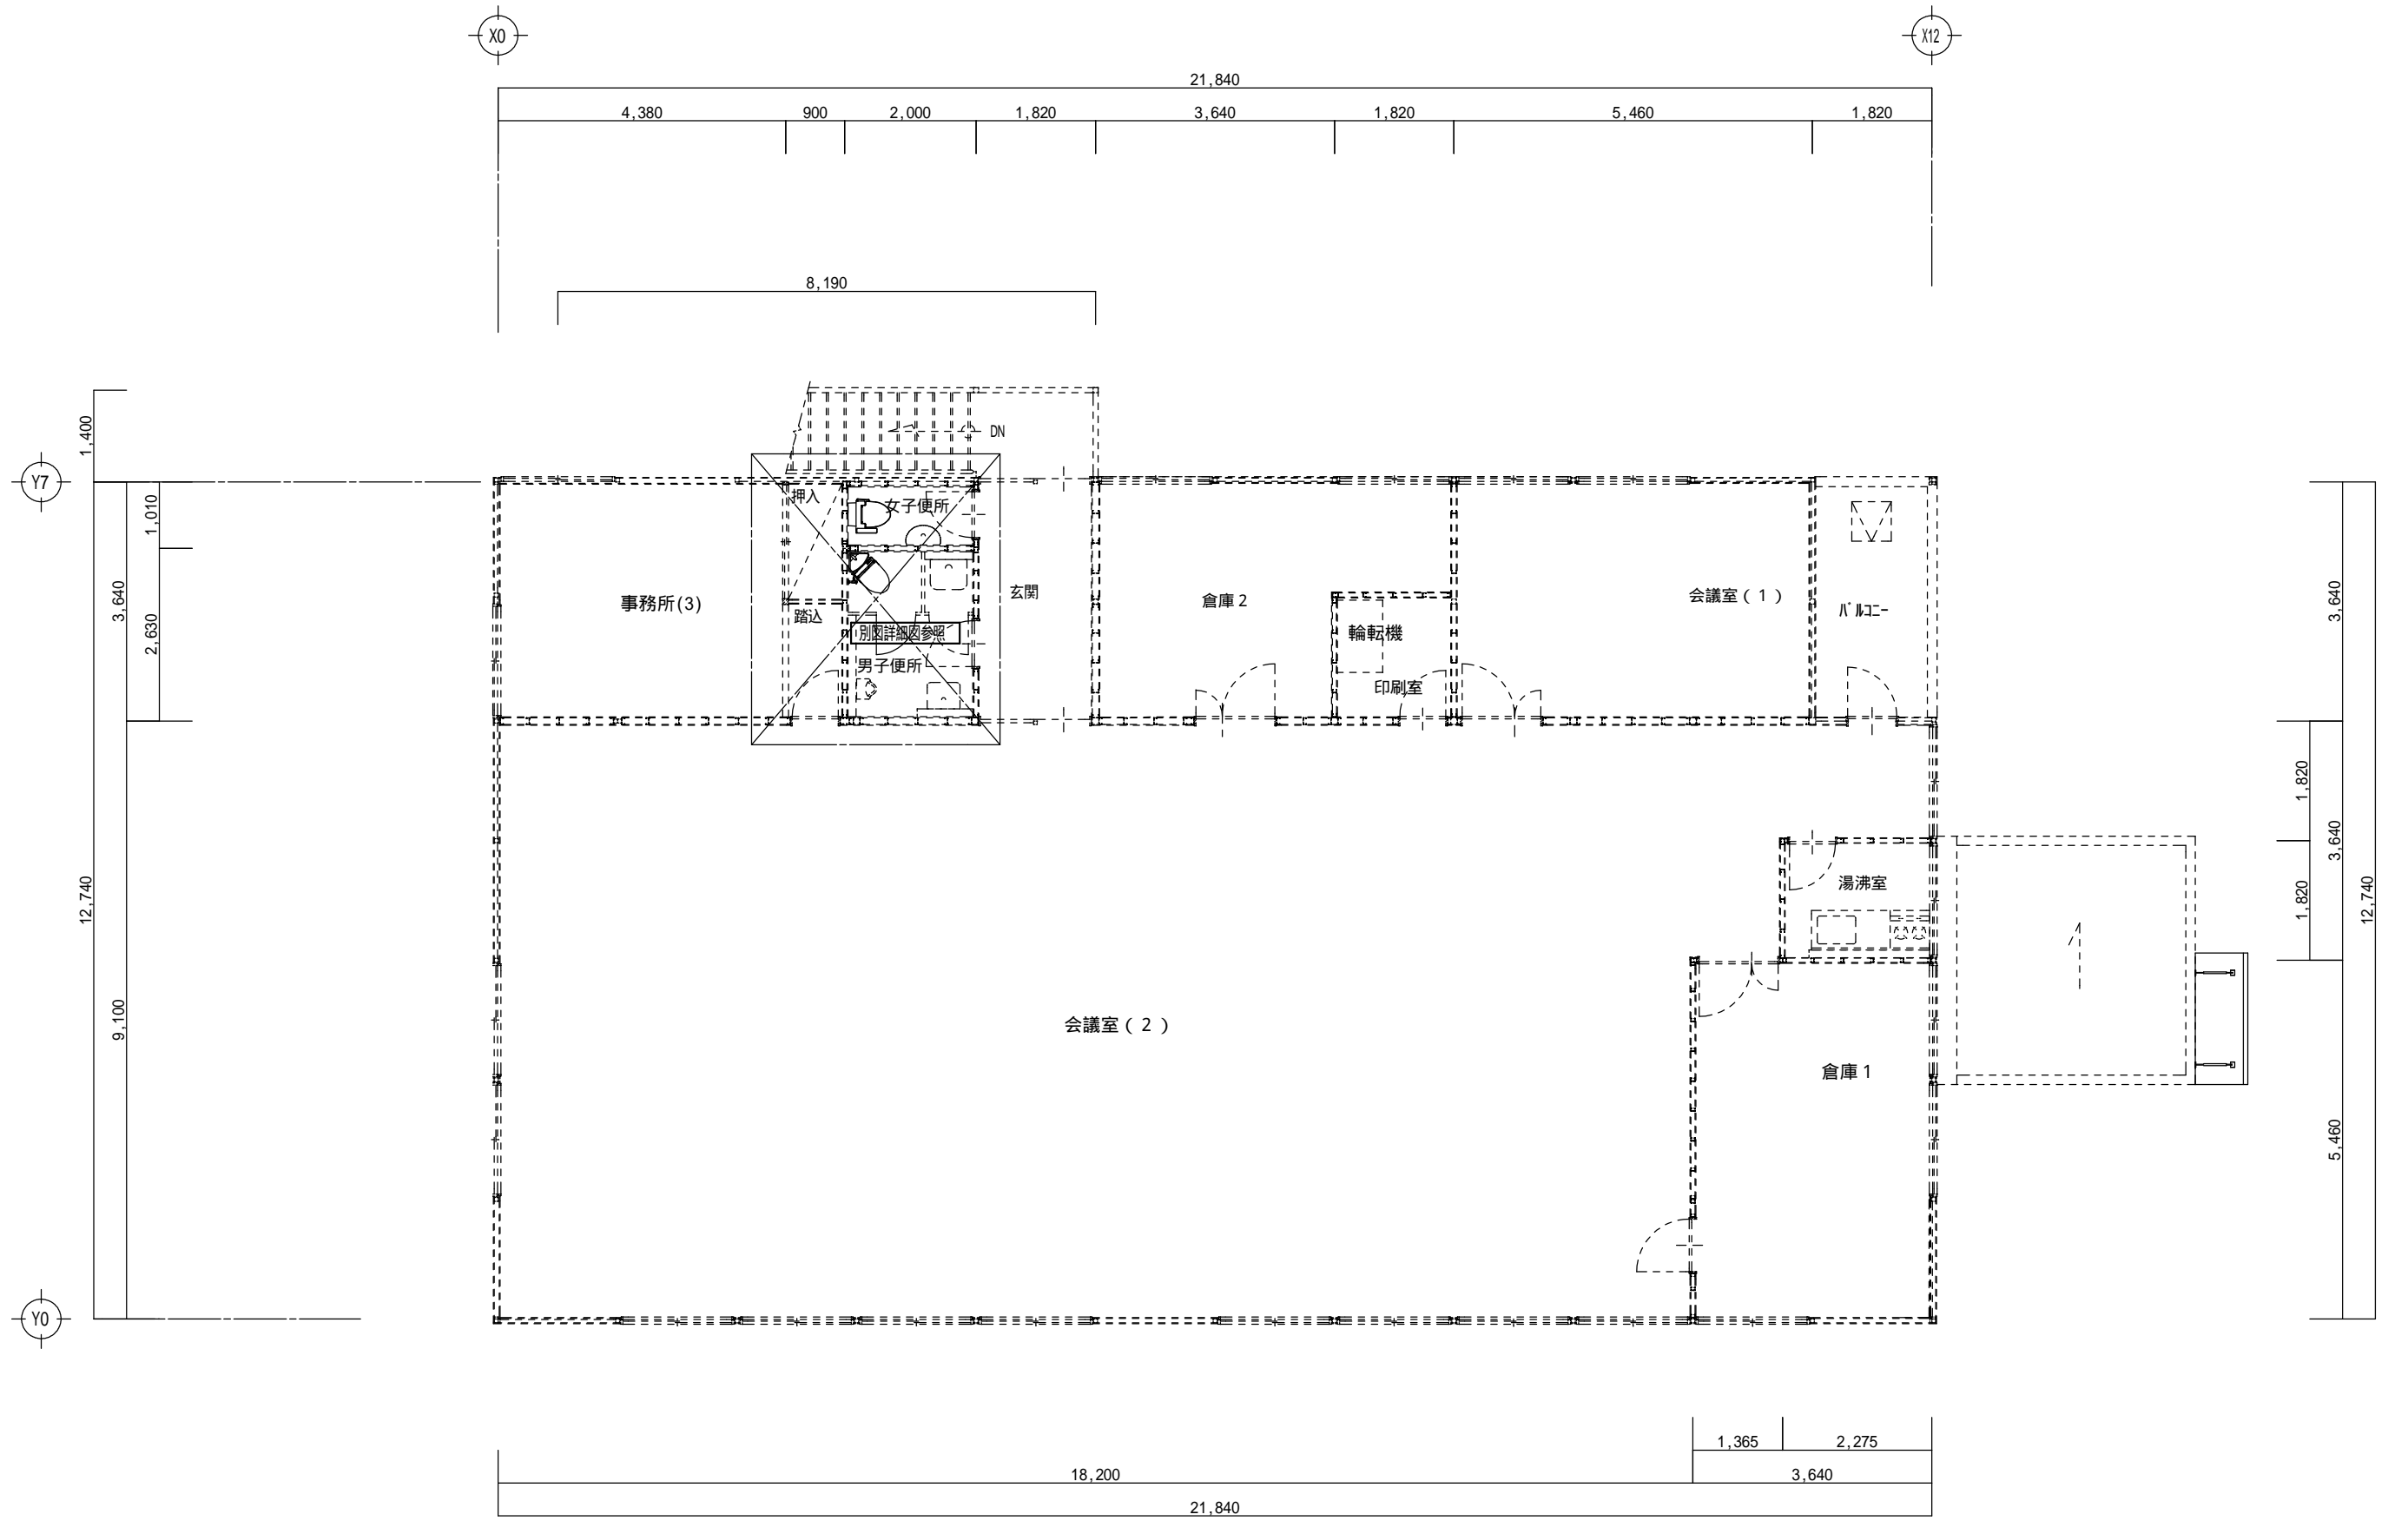 X0
X12
21,840
4,380 900 2,000 1,820 3,640 1,820 5,460 1,820
8,190
1,400
DN
Y7
押入
女子便所
1,010
3,640
2,630
12,740
9,100
事務所(3)
踏込
別図詳細図参照
男子便所
玄関
倉庫2
輪転機
印刷室
会議室(1)
バルコニー
3,640
1,820
3,640
1,820
12,740
5,460
湯沸室
会議室(2)
倉庫1
Y0
1,365 2,275
18,200 3,640
21,840